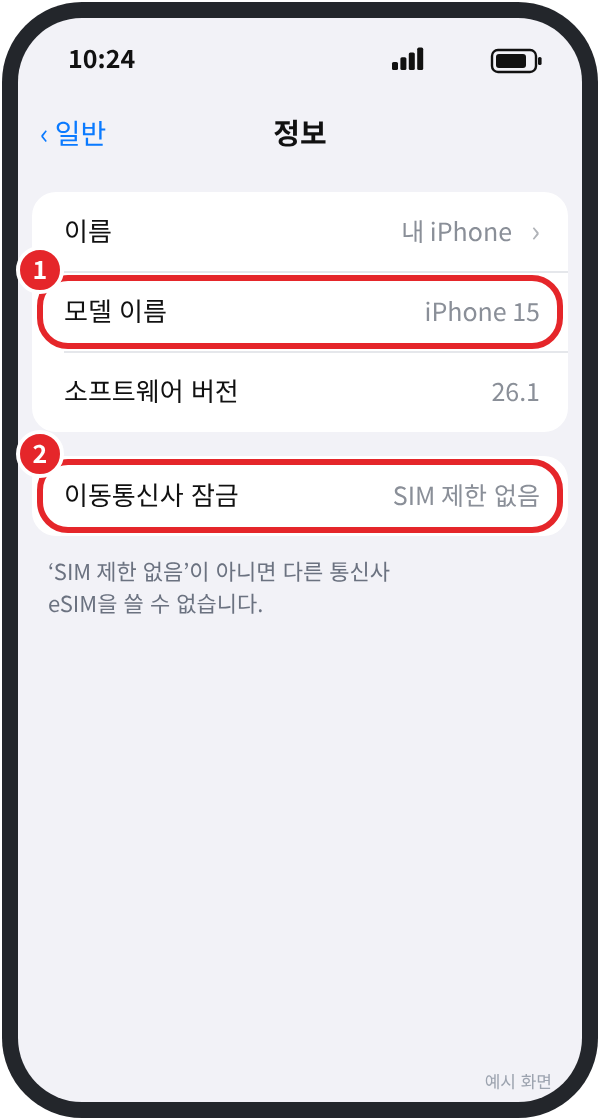 10:24
‹ 일반
정보
이름
내 iPhone ›
1
모델 이름
iPhone 15
소프트웨어 버전
26.1
2
이동통신사 잠금
SIM 제한 없음
‘SIM 제한 없음’이 아니면 다른 통신사
eSIM을 쓸 수 없습니다.
예시 화면